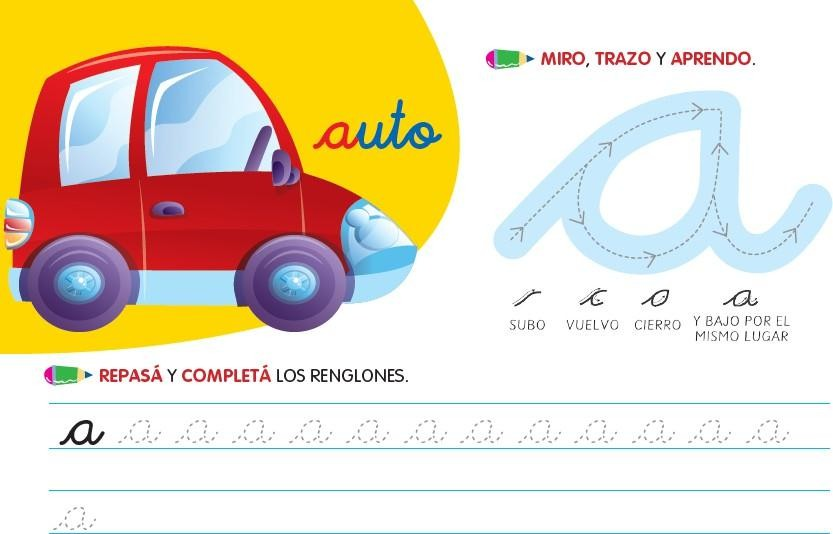 auto
MIRO, TRAZO Y APRENDO.
a
SUBO
VUELVO
CIERRO
a
Y BAJO POR EL
MISMO LUGAR
REPASÁ Y COMPLETÁ LOS RENGLONES.
a a a a a a a a a a a a a
a